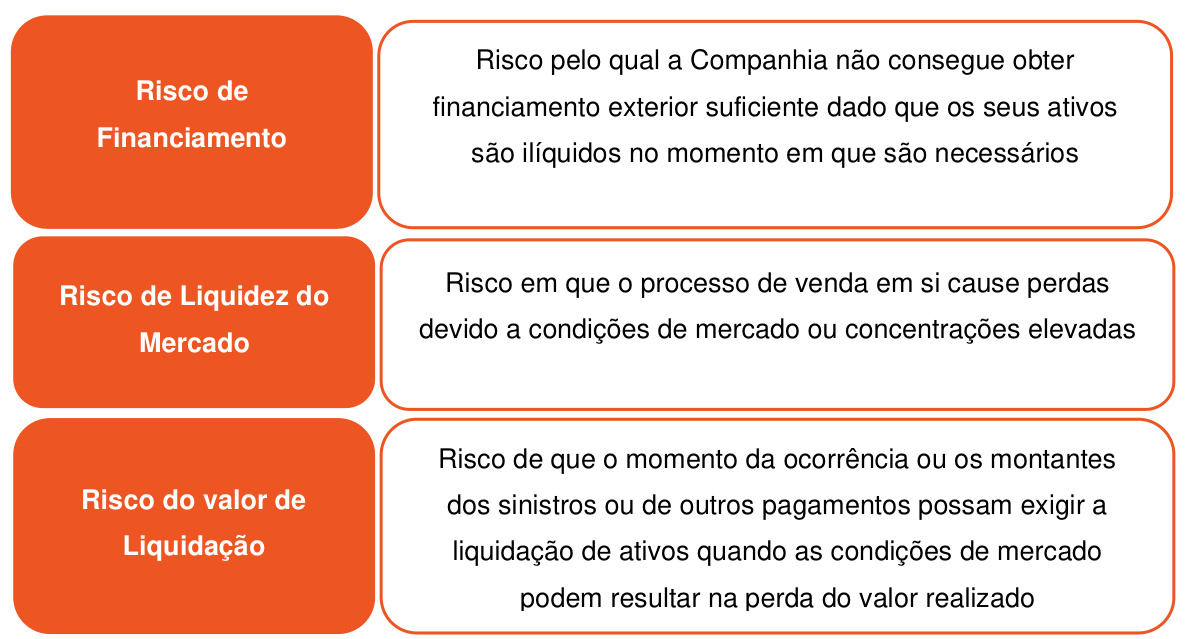 Risco de
Financiamento
Risco pelo qual a Companhia não consegue obter
financiamento exterior suficiente dado que os seus ativos
são ilíquidos no momento em que são necessários
Risco de Liquidez do
Mercado
Risco em que o processo de venda em si cause perdas
devido a condições de mercado ou concentrações elevadas
Risco do valor de
Liquidação
Risco de que o momento da ocorrência ou os montantes
dos sinistros ou de outros pagamentos possam exigir a
liquidação de ativos quando as condições de mercado
podem resultar na perda do valor realizado